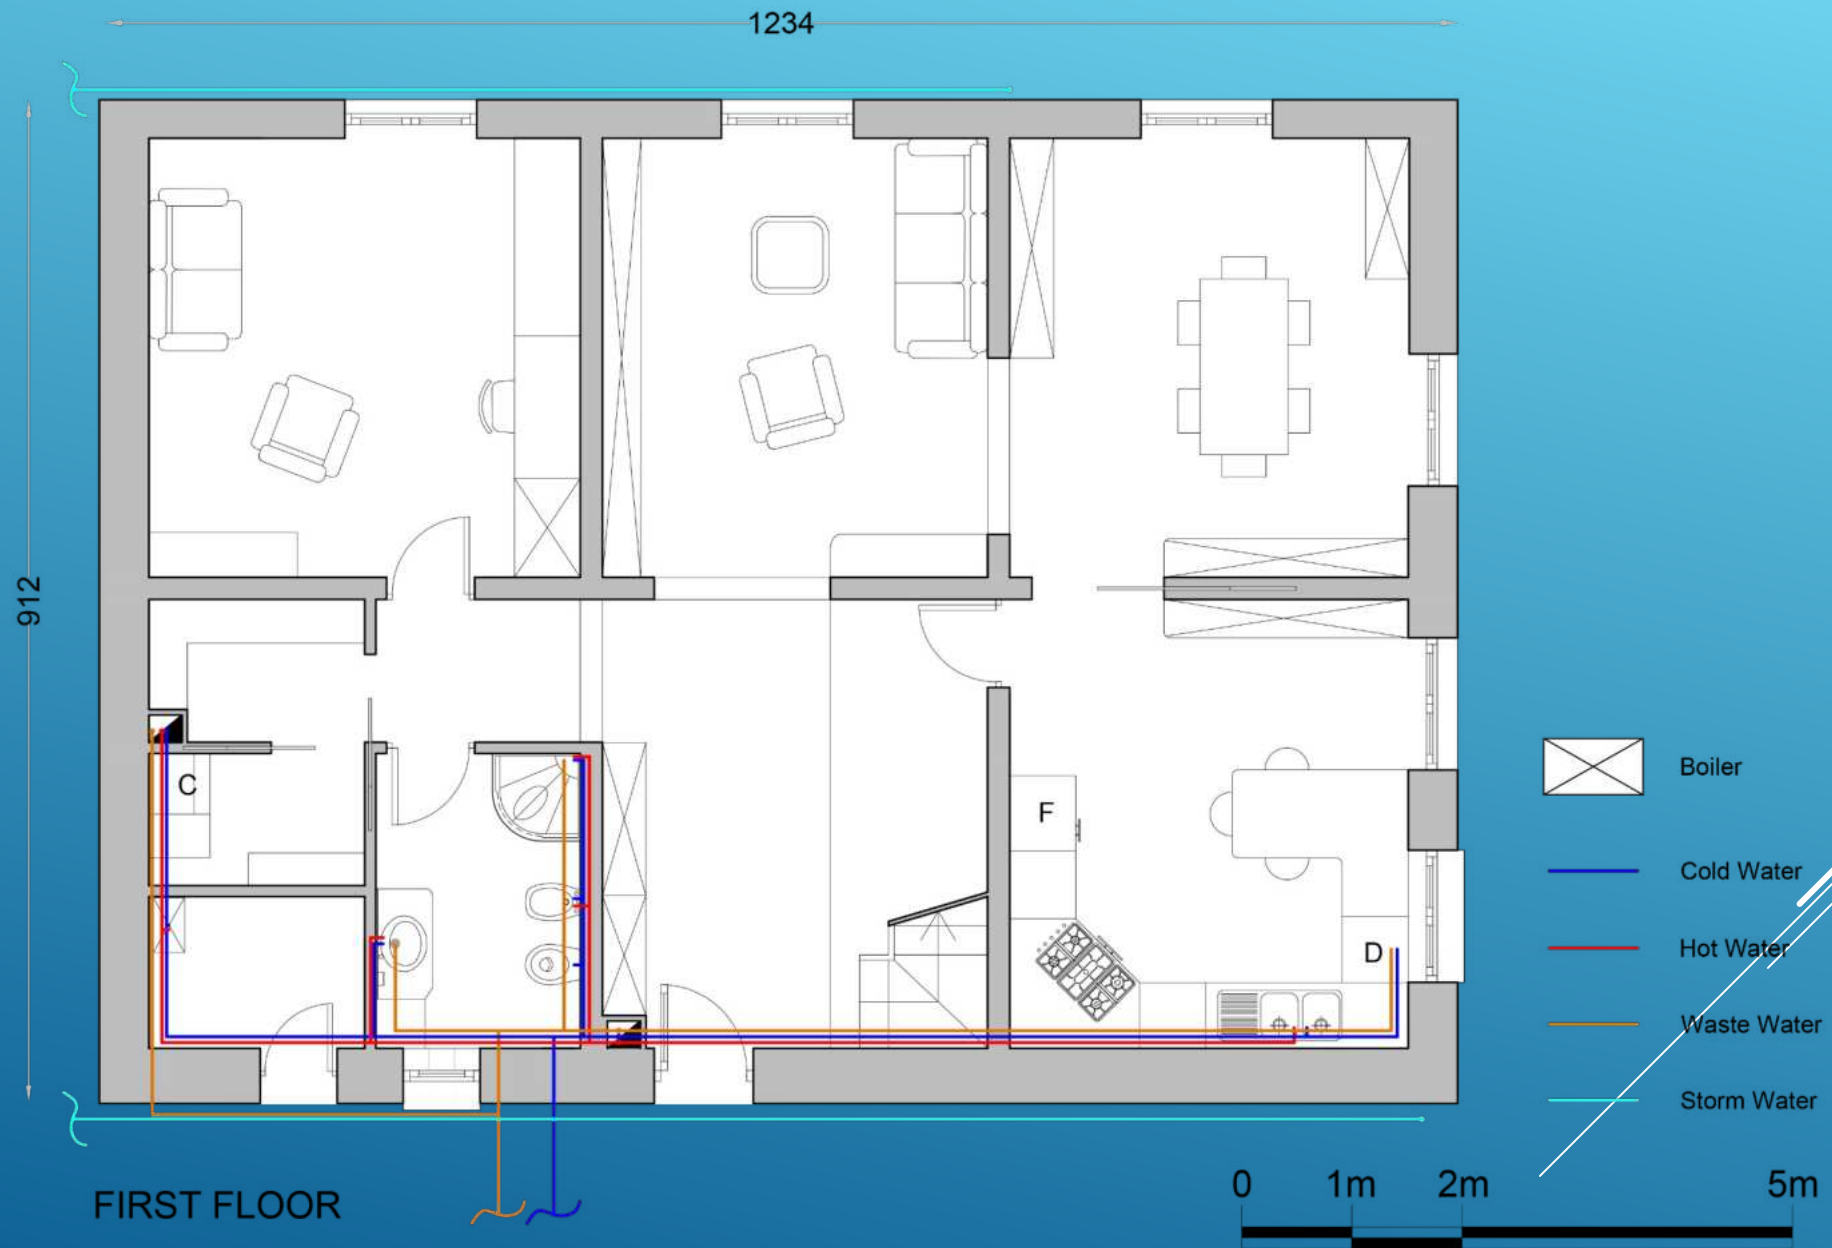 1234
912
C
F
D
Boiler
Cold Water
Hot Water
Waste Water
Storm Water
FIRST FLOOR
0 1m 2m 5m